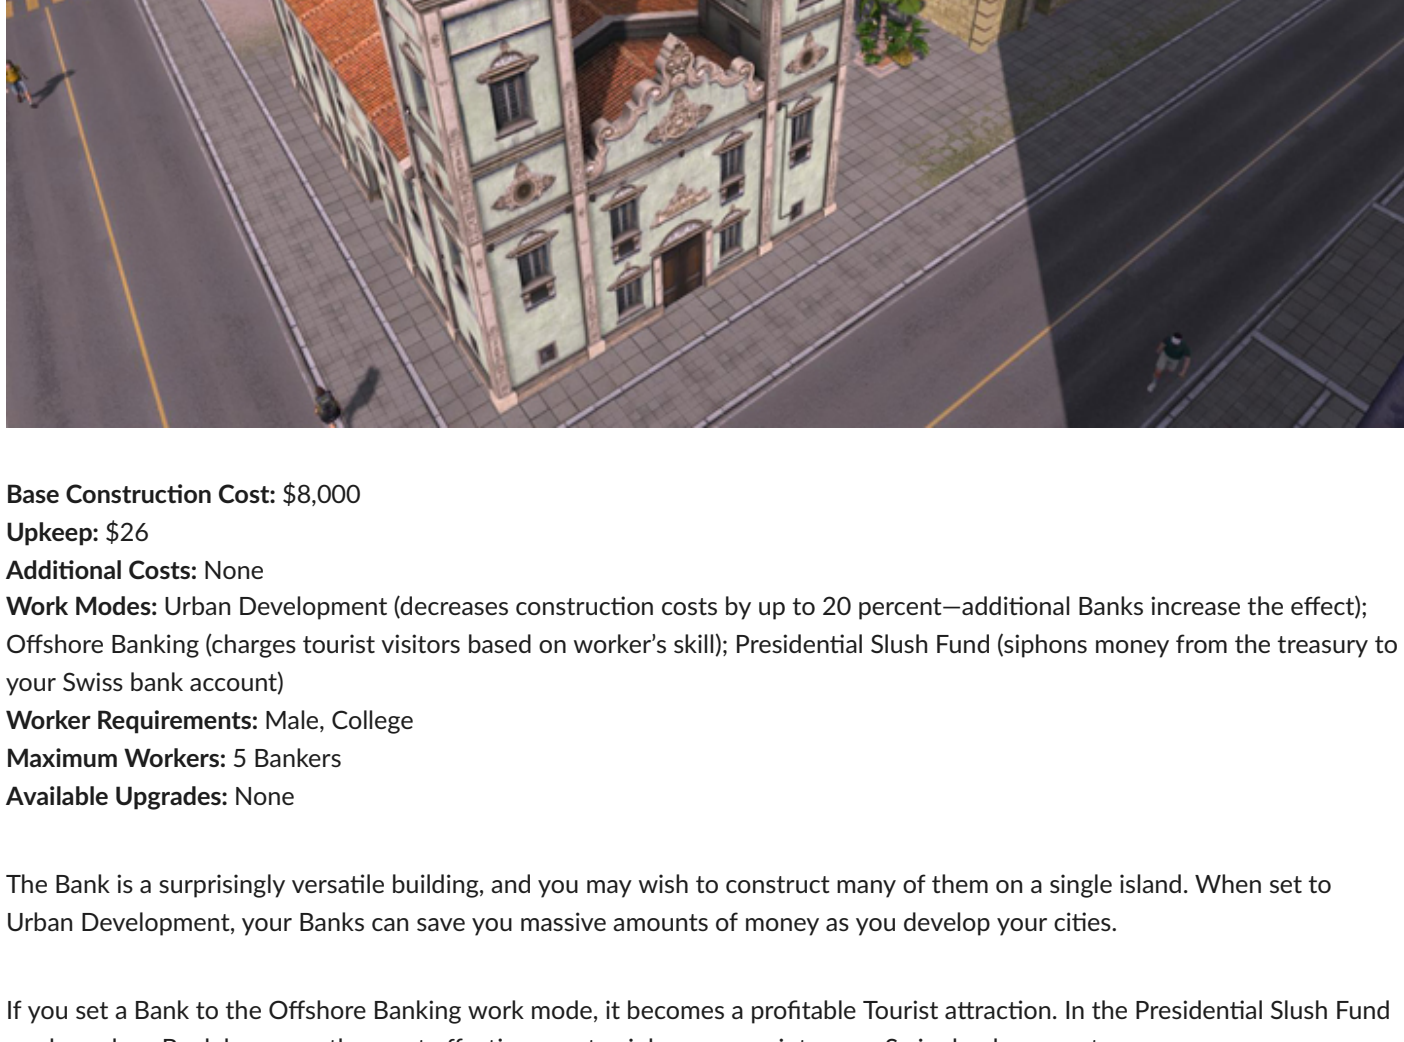 Base Construction Cost: $8,000
Upkeep: $26
Additional Costs: None
Work Modes: Urban Development (decreases construction costs by up to 20 percent—additional Banks increase the effect);
Offshore Banking (charges tourist visitors based on worker’s skill); Presidential Slush Fund (siphons money from the treasury to
your Swiss bank account)
Worker Requirements: Male, College
Maximum Workers: 5 Bankers
Available Upgrades: None
The Bank is a surprisingly versatile building, and you may wish to construct many of them on a single island. When set to
Urban Development, your Banks can save you massive amounts of money as you develop your cities.
If you set a Bank to the Offshore Banking work mode, it becomes a profitable Tourist attraction. In the Presidential Slush Fund